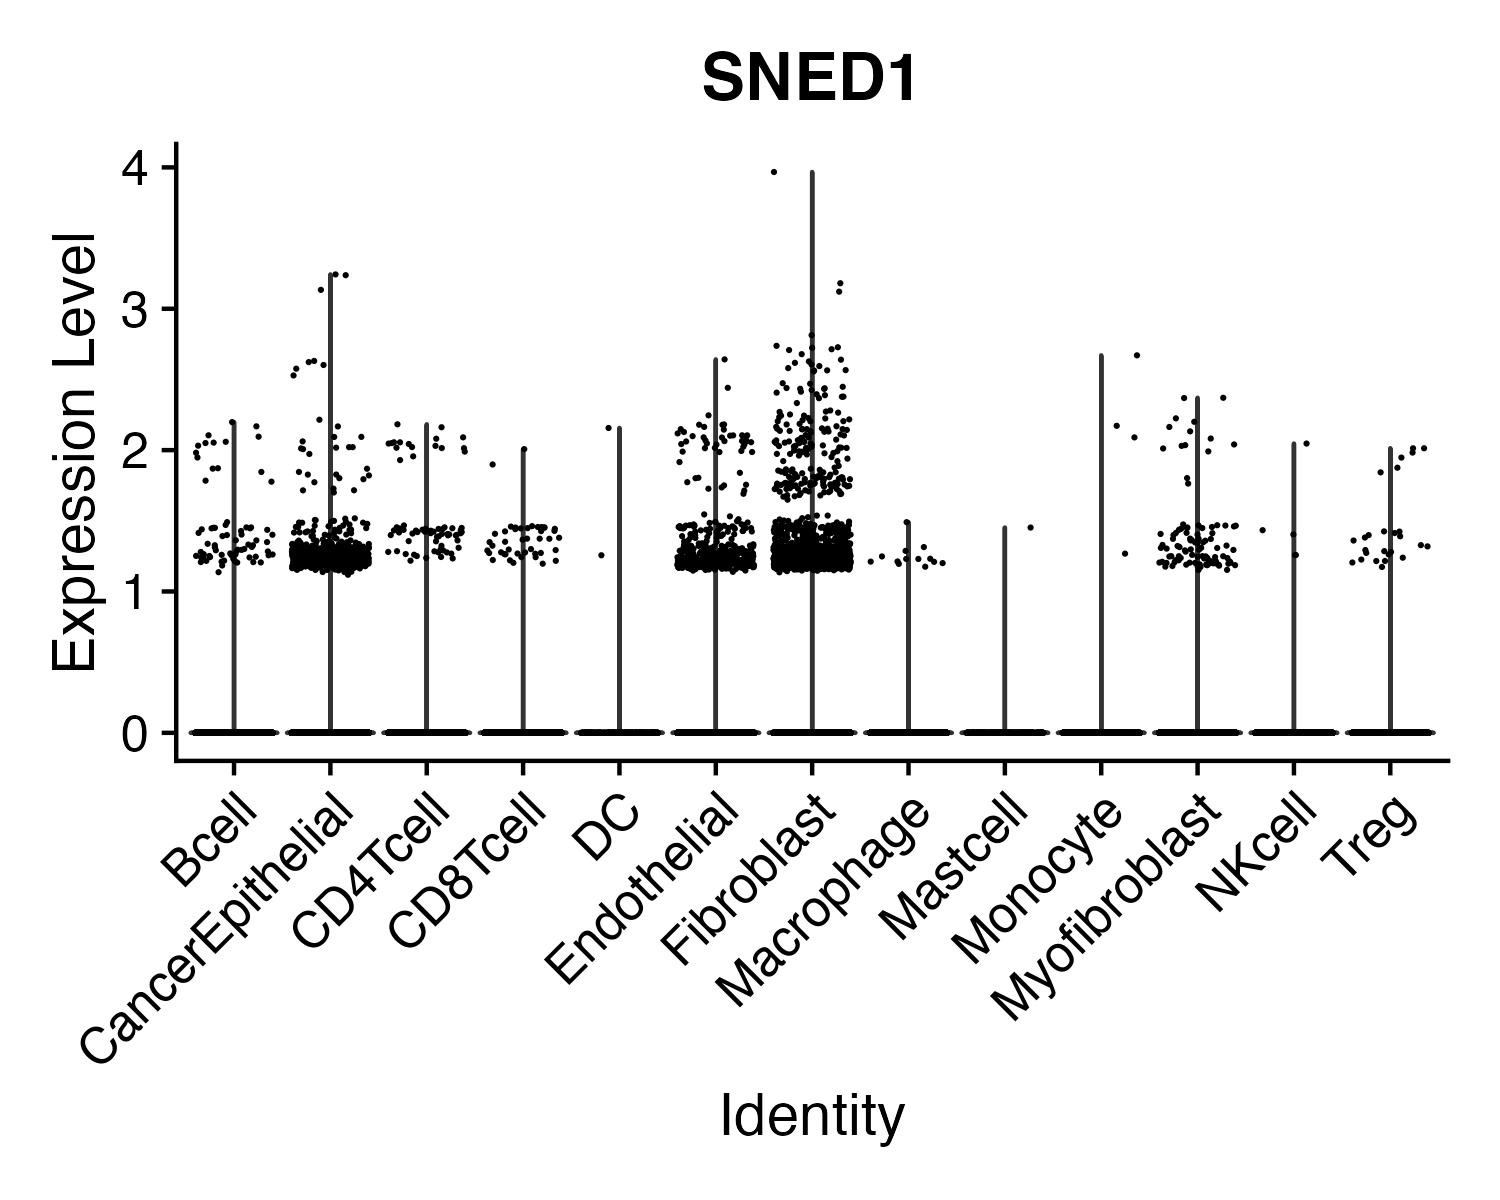 SNED1
Expression Level
4
3
2
1
0
Bcell
CancerEpithelial
CD4Tcell
CD8Tcell
DC
Endothelial
Fibroblast
Macrophage
Mastcell
Monocyte
Myofibroblast
NKcell
Treg
Identity